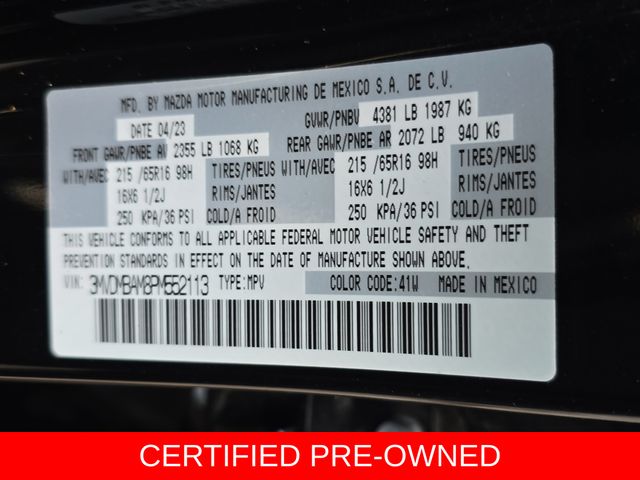 MFD. BY MAZDA MOTOR MANUFACTURING DE MEXICO S.A. DE C.V.
DATE 04/23 GVWR/PNBV 4381 LB 1987 KG
FRONT GAWR/PNBE AV 2355 LB 1068 KG REAR GAWR/PNBE AR 2072 LB 940 KG
WITH/AVEC 215 /65R16 98H TIRES/PNEUS WITH/AVEC 215 /65R16 98H TIRES/PNEUS
16X6 1/2J RIMS/JANTES 16X6 1/2J RIMS/JANTES
250 KPA/36 PSI COLD/A FROID 250 KPA/36 PSI COLD/A FROID
THIS VEHICLE CONFORMS TO ALL APPLICABLE FEDERAL MOTOR VEHICLE SAFETY AND THEFT
PREVENTION STANDARDS IN EFFECT ON THE DATE OF MANUFACTURE SHOWN ABOVE.
VIN: 3MVDMBAM8PM552113 TYPE:MPV COLOR CODE:41W MADE IN MEXICO
CERTIFIED PRE-OWNED